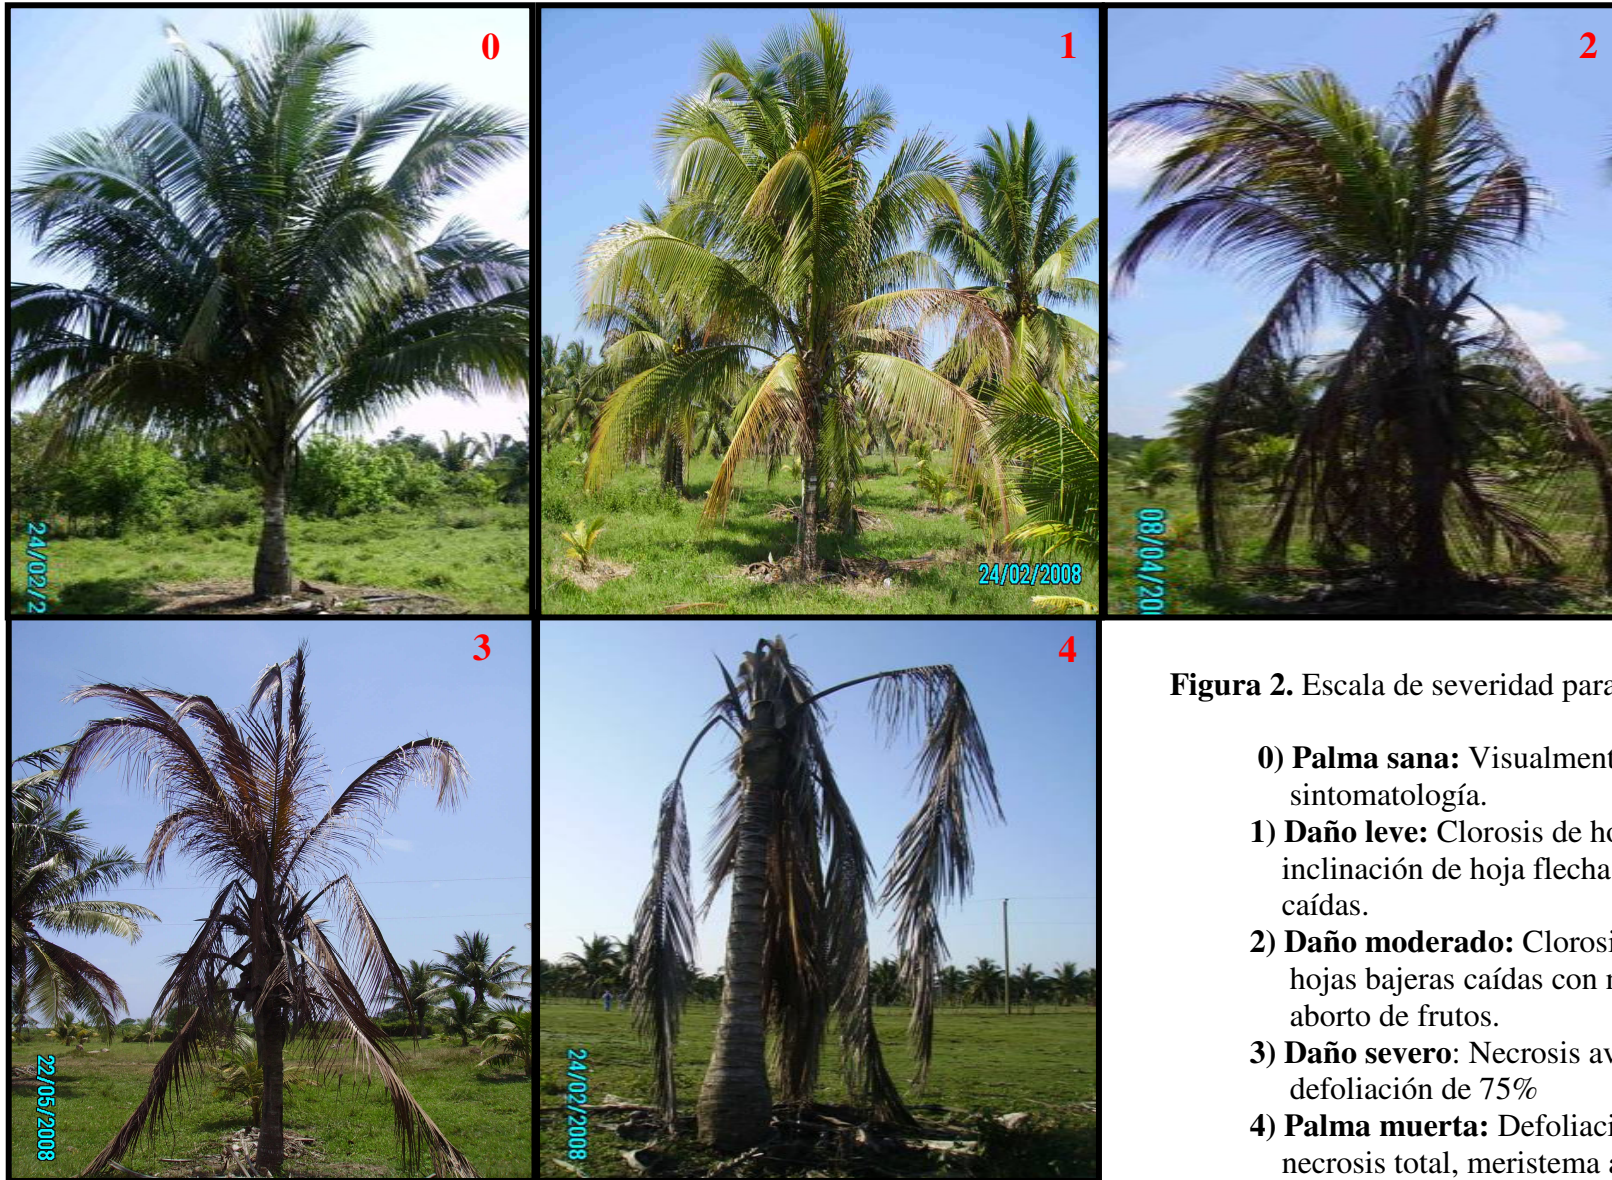 0
1
2
24/02/2
24/02/2008
08/04/200
3
4
22/05/2008
24/02/2008
Figura 2. Escala de severidad para
0) Palma sana: Visualment
sintomatología.
1) Daño leve: Clorosis de ho
inclinación de hoja flecha
caídas.
2) Daño moderado: Clorosi
hojas bajeras caídas con
aborto de frutos.
3) Daño severo: Necrosis av
defoliación de 75%
4) Palma muerta: Defoliaci
necrosis total, meristema a